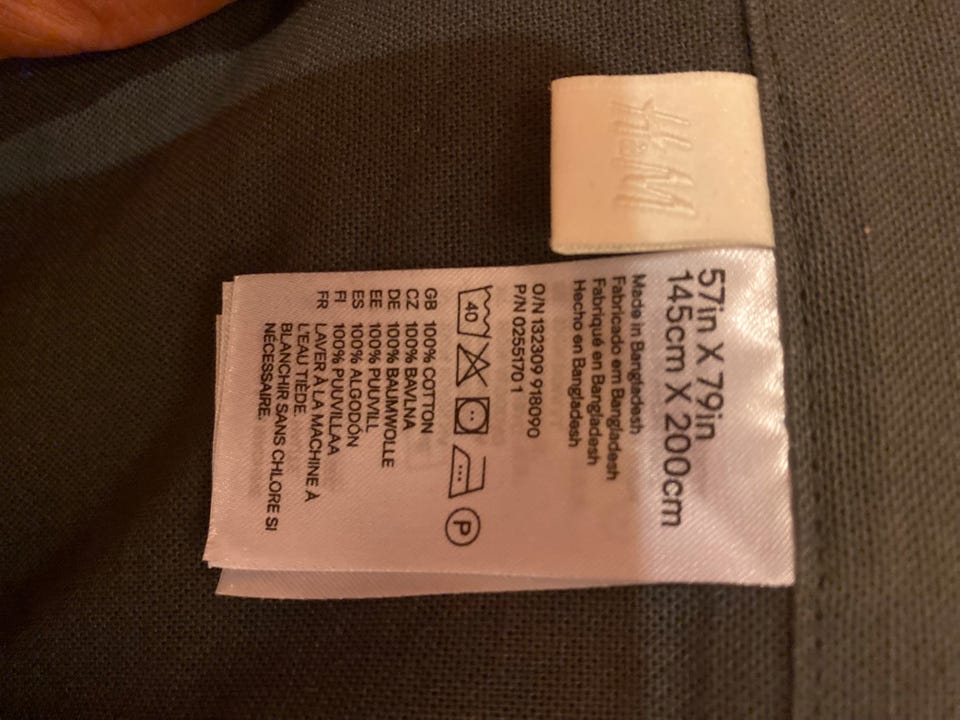 H&M
57in X 79in
145cm X 200cm
Made in Bangladesh
Fabricado em Bangladesh
Fabriqué en Bangladesh
Hecho en Bangladesh
O/N 1323309 918090
P/N 0255170 1
40
P
GB 100% COTTON
CZ 100% BAVLNA
DE 100% BAUMWOLLE
EE 100% PUUVILL
ES 100% ALGODÓN
FI 100% PUUVILLAA
FR LAVER À LA MACHINE À
L'EAU TIÈDE.
BLANCHIR SANS CHLORE SI
NÉCESSAIRE.